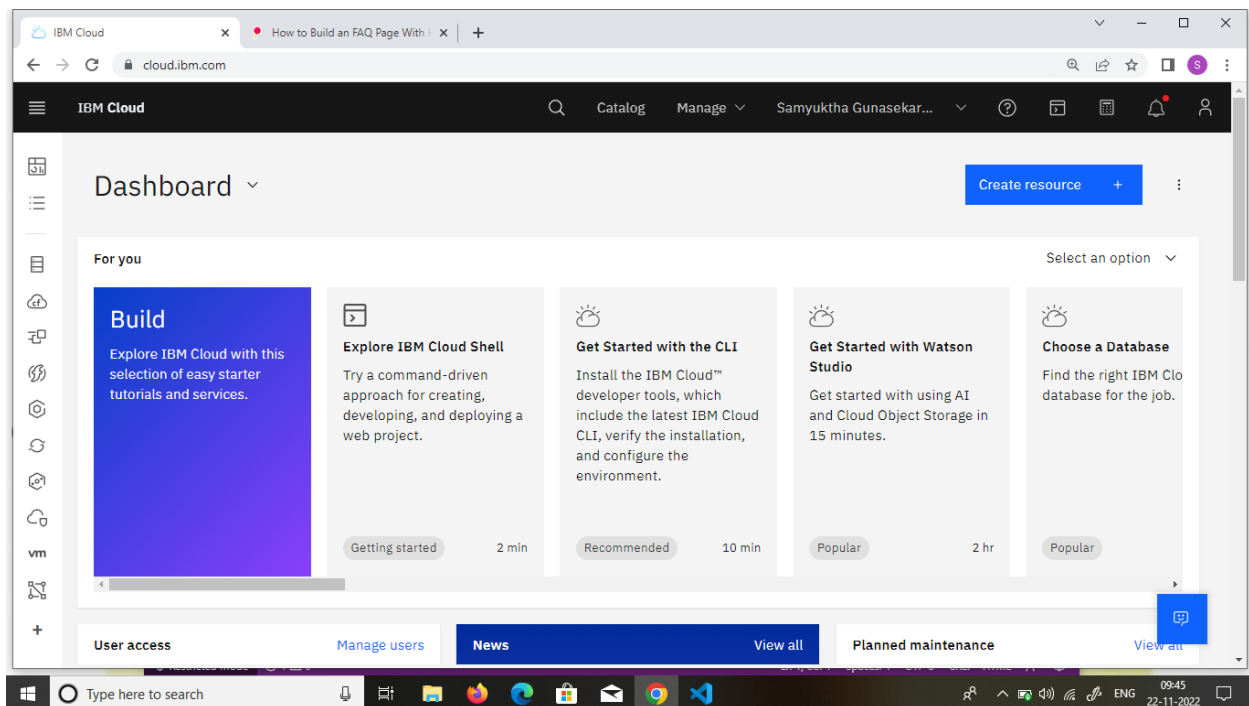 IBM Cloud
How to Build an FAQ Page With
cloud.ibm.com
S
IBM Cloud
Catalog
Manage
Samyuktha Gunasekar...
Dashboard
Create resource +
For you
Select an option
Build
Explore IBM Cloud with this
selection of easy starter
tutorials and services.
Explore IBM Cloud Shell
Try a command-driven
approach for creating,
developing, and deploying a
web project.
Getting started 2 min
Get Started with the CLI
Install the IBM Cloud™
developer tools, which
include the latest IBM Cloud
CLI, verify the installation,
and configure the
environment.
Recommended 10 min
Get Started with Watson
Studio
Get started with using AI
and Cloud Object Storage in
15 minutes.
Popular 2 hr
Choose a Database
Find the right IBM Clo
database for the job.
Popular
cf
vm
User access Manage users
News View all
Planned maintenance View all
Type here to search
ENG
09:45
22-11-2022